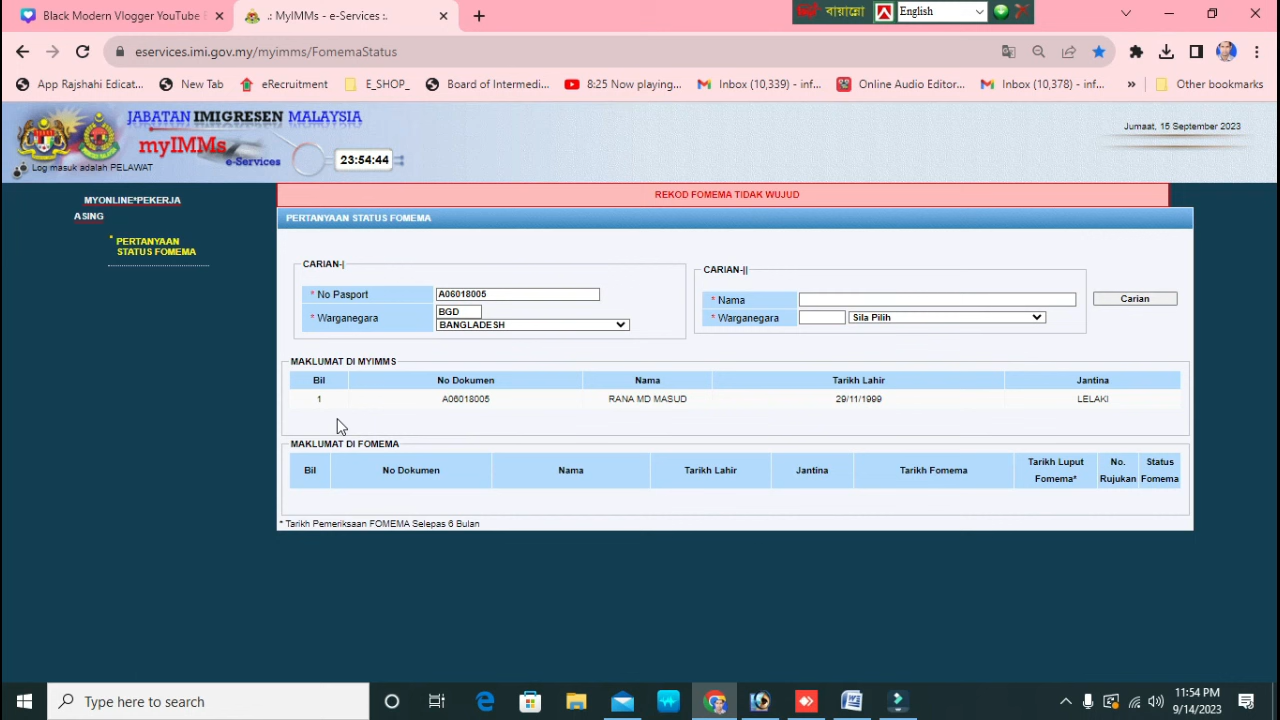 Black Modern Vlogger YouTube
.: MyIMMs - e-Services :.
বায়ান্নো
English
eservices.imi.gov.my/myimms/FomemaStatus
App Rajshahi Edicat...
New Tab
eRecruitment
E_SHOP_
Board of Intermedi...
8:25 Now playing...
Inbox (10,339) - inf...
Online Audio Editor...
Inbox (10,378) - inf...
»
Other bookmarks
JABATAN IMIGRESEN MALAYSIA
myIMMs
e-Services
23:54:44
Jumaat, 15 September 2023
Log masuk adalah PELAWAT
MYONLINE*PEKERJA
ASING
PERTANYAAN
STATUS FOMEMA
REKOD FOMEMA TIDAK WUJUD
PERTANYAAN STATUS FOMEMA
CARIAN-|
* No Pasport A06018005
* Warganegara BGD
BANGLADESH
CARIAN-||
* Nama
* Warganegara Sila Pilih
Carian
MAKLUMAT DI MYIMMS
Bil No Dokumen Nama Tarikh Lahir Jantina
1 A06018005 RANA MD MASUD 29/11/1999 LELAKI
MAKLUMAT DI FOMEMA
Bil No Dokumen Nama Tarikh Lahir Jantina Tarikh Fomema Tarikh Luput Fomema* No. Rujukan Status Fomema
* Tarikh Pemeriksaan FOMEMA Selepas 6 Bulan
Type here to search
11:54 PM
9/14/2023